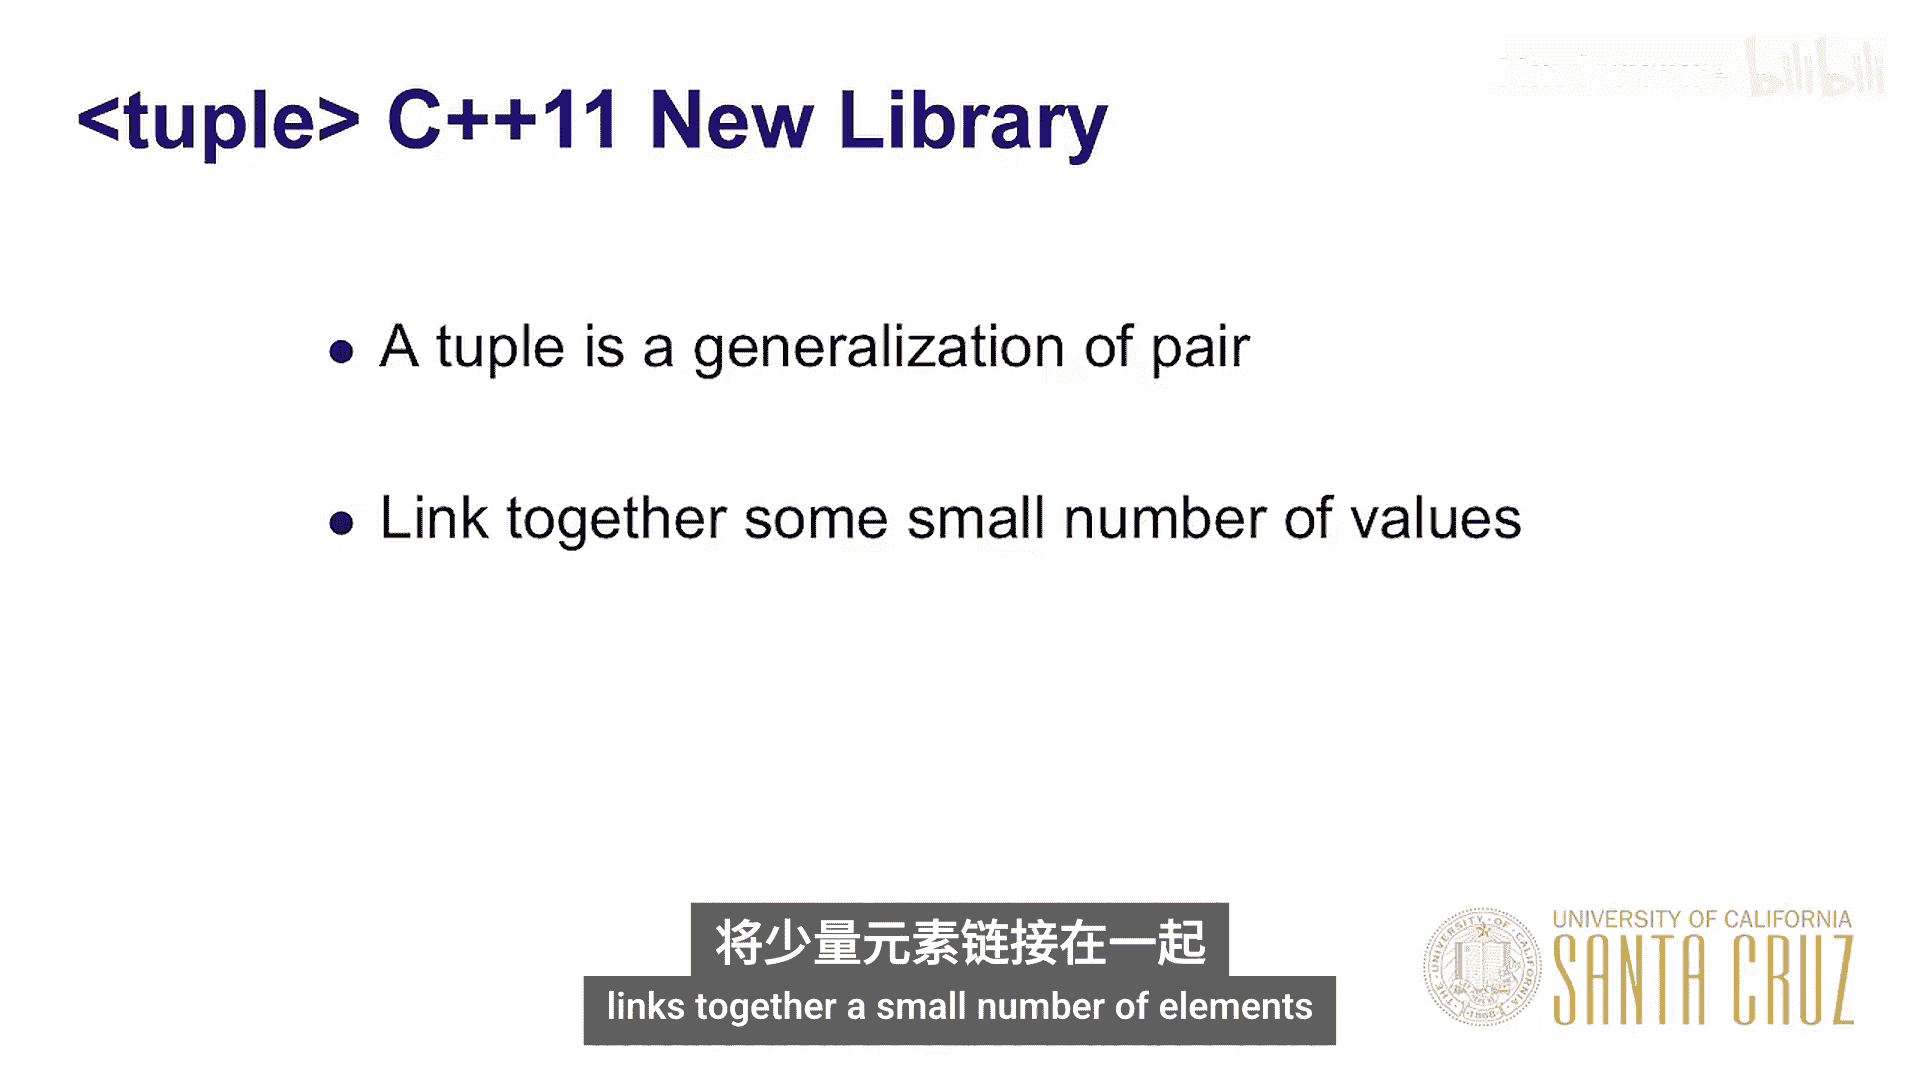 bilibili
<tuple> C++11 New Library
● A tuple is a generalization of pair
● Link together some small number of values
将少量元素链接在一起
links together a small number of elements
UNIVERSITY OF CALIFORNIA
SANTA CRUZ